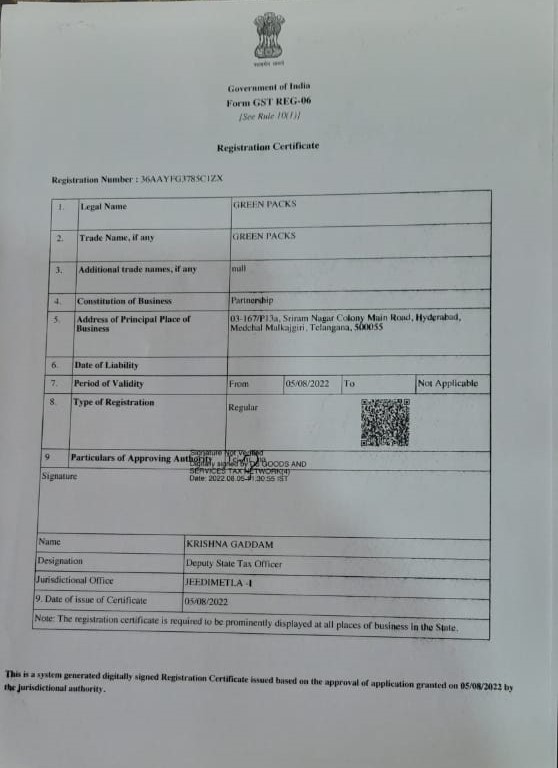 Government of India
Form GST REG-06
[See Rule 10(1)]
Registration Certificate
Registration Number : 36AAYFG3785C1ZX
1. Legal Name GREEN PACKS
2. Trade Name, if any GREEN PACKS
3. Additional trade names, if any null
4. Constitution of Business Partnership
5. Address of Principal Place of Business 03-167/P13a, Sriram Nagar Colony Main Road, Hyderabad, Medchal Malkajgiri, Telangana, 500055
6. Date of Liability
7. Period of Validity From 05/08/2022 To Not Applicable
8. Type of Registration Regular
9 Particulars of Approving Authority
Signature
Signature Not Verified
Digitally signed by DS GOODS AND
SERVICES TAX NETWORK(4)
Date: 2022.08.05 IST
Name KRISHNA GADDAM
Designation Deputy State Tax Officer
Jurisdictional Office JEEDIMETLA -I
9. Date of issue of Certificate 05/08/2022
Note: The registration certificate is required to be prominently displayed at all places of business in the State.
This is a system generated digitally signed Registration Certificate issued based on the approval of application granted on 05/08/2022 by
the jurisdictional authority.